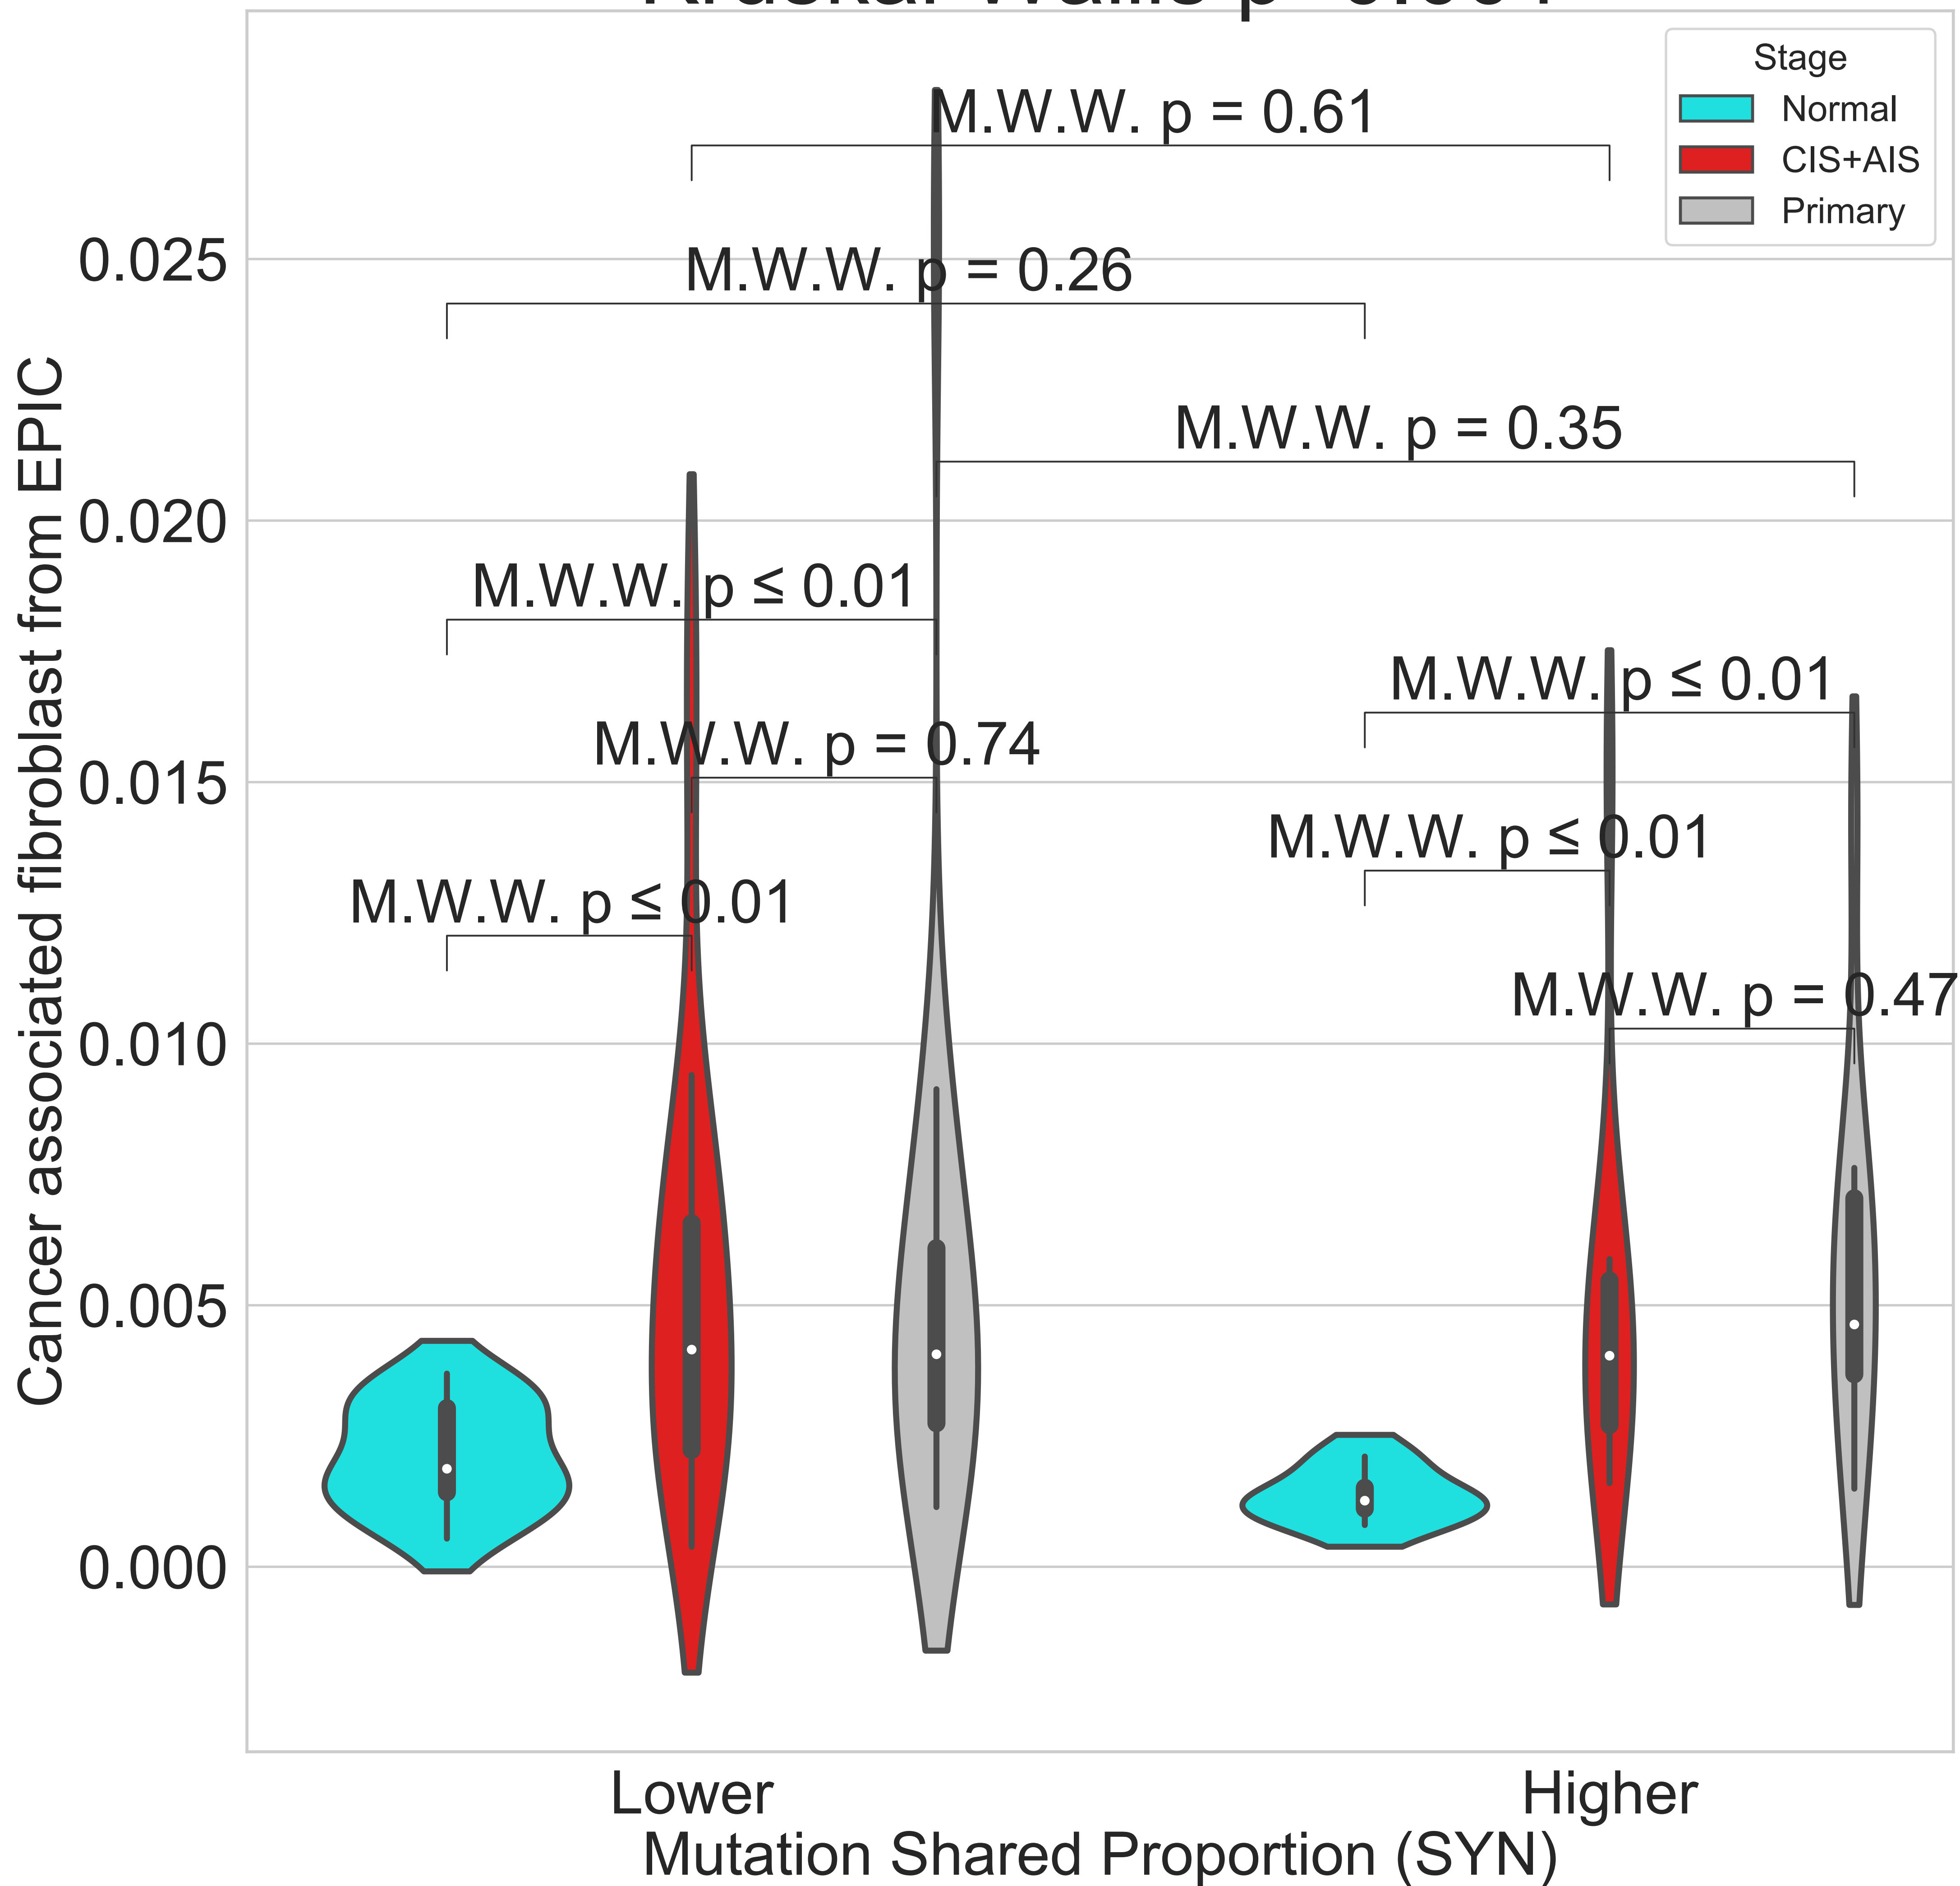 Stage
Normal
CIS+AIS
Primary
M.W.W. p = 0.61
M.W.W. p = 0.26
M.W.W. p = 0.35
M.W.W. p ≤ 0.01
M.W.W. p ≤ 0.01
M.W.W. p = 0.74
M.W.W. p ≤ 0.01
M.W.W. p ≤ 0.01
M.W.W. p = 0.47
Cancer associated fibroblast from EPIC
0.025
0.020
0.015
0.010
0.005
0.000
Lower
Higher
Mutation Shared Proportion (SYN)